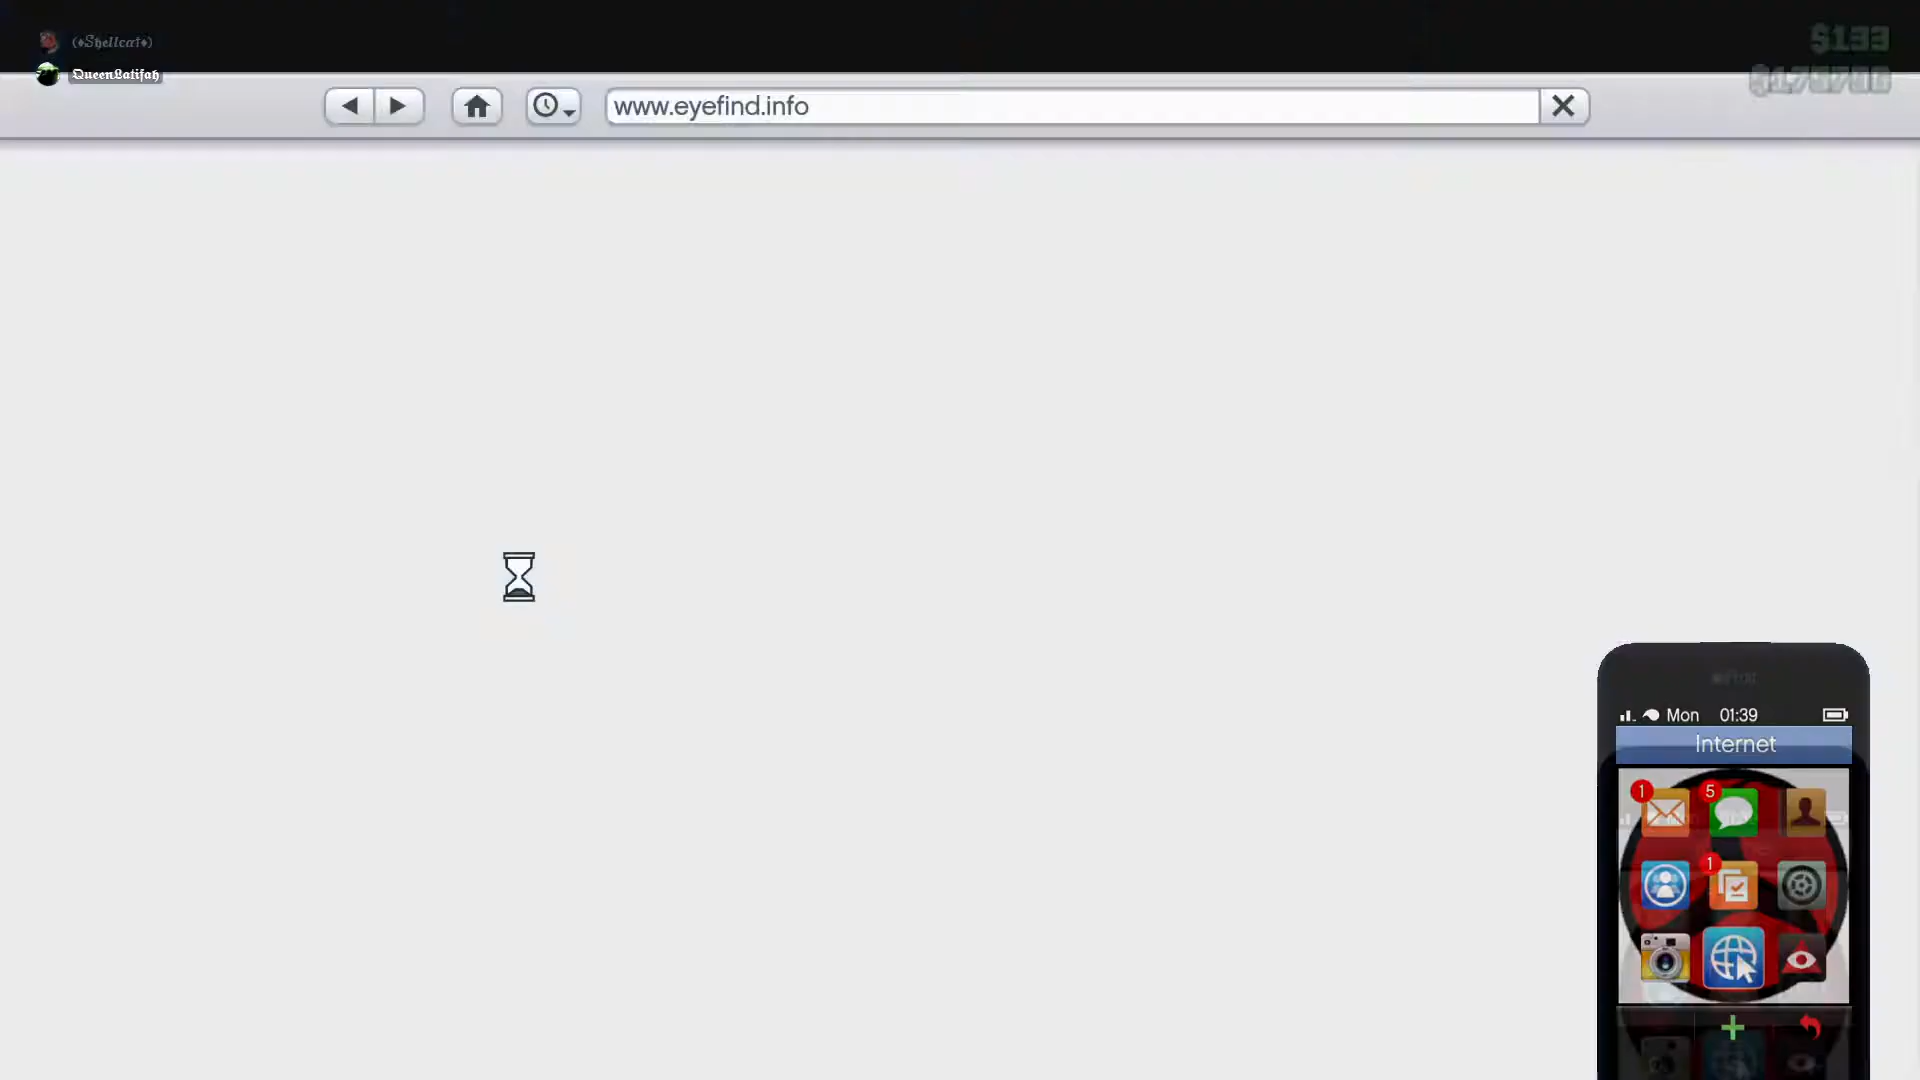 (♦Shellcat♦)
QueenLatifah
$133
www.eyefind.info
Mon 01:39
Internet
1
5
1